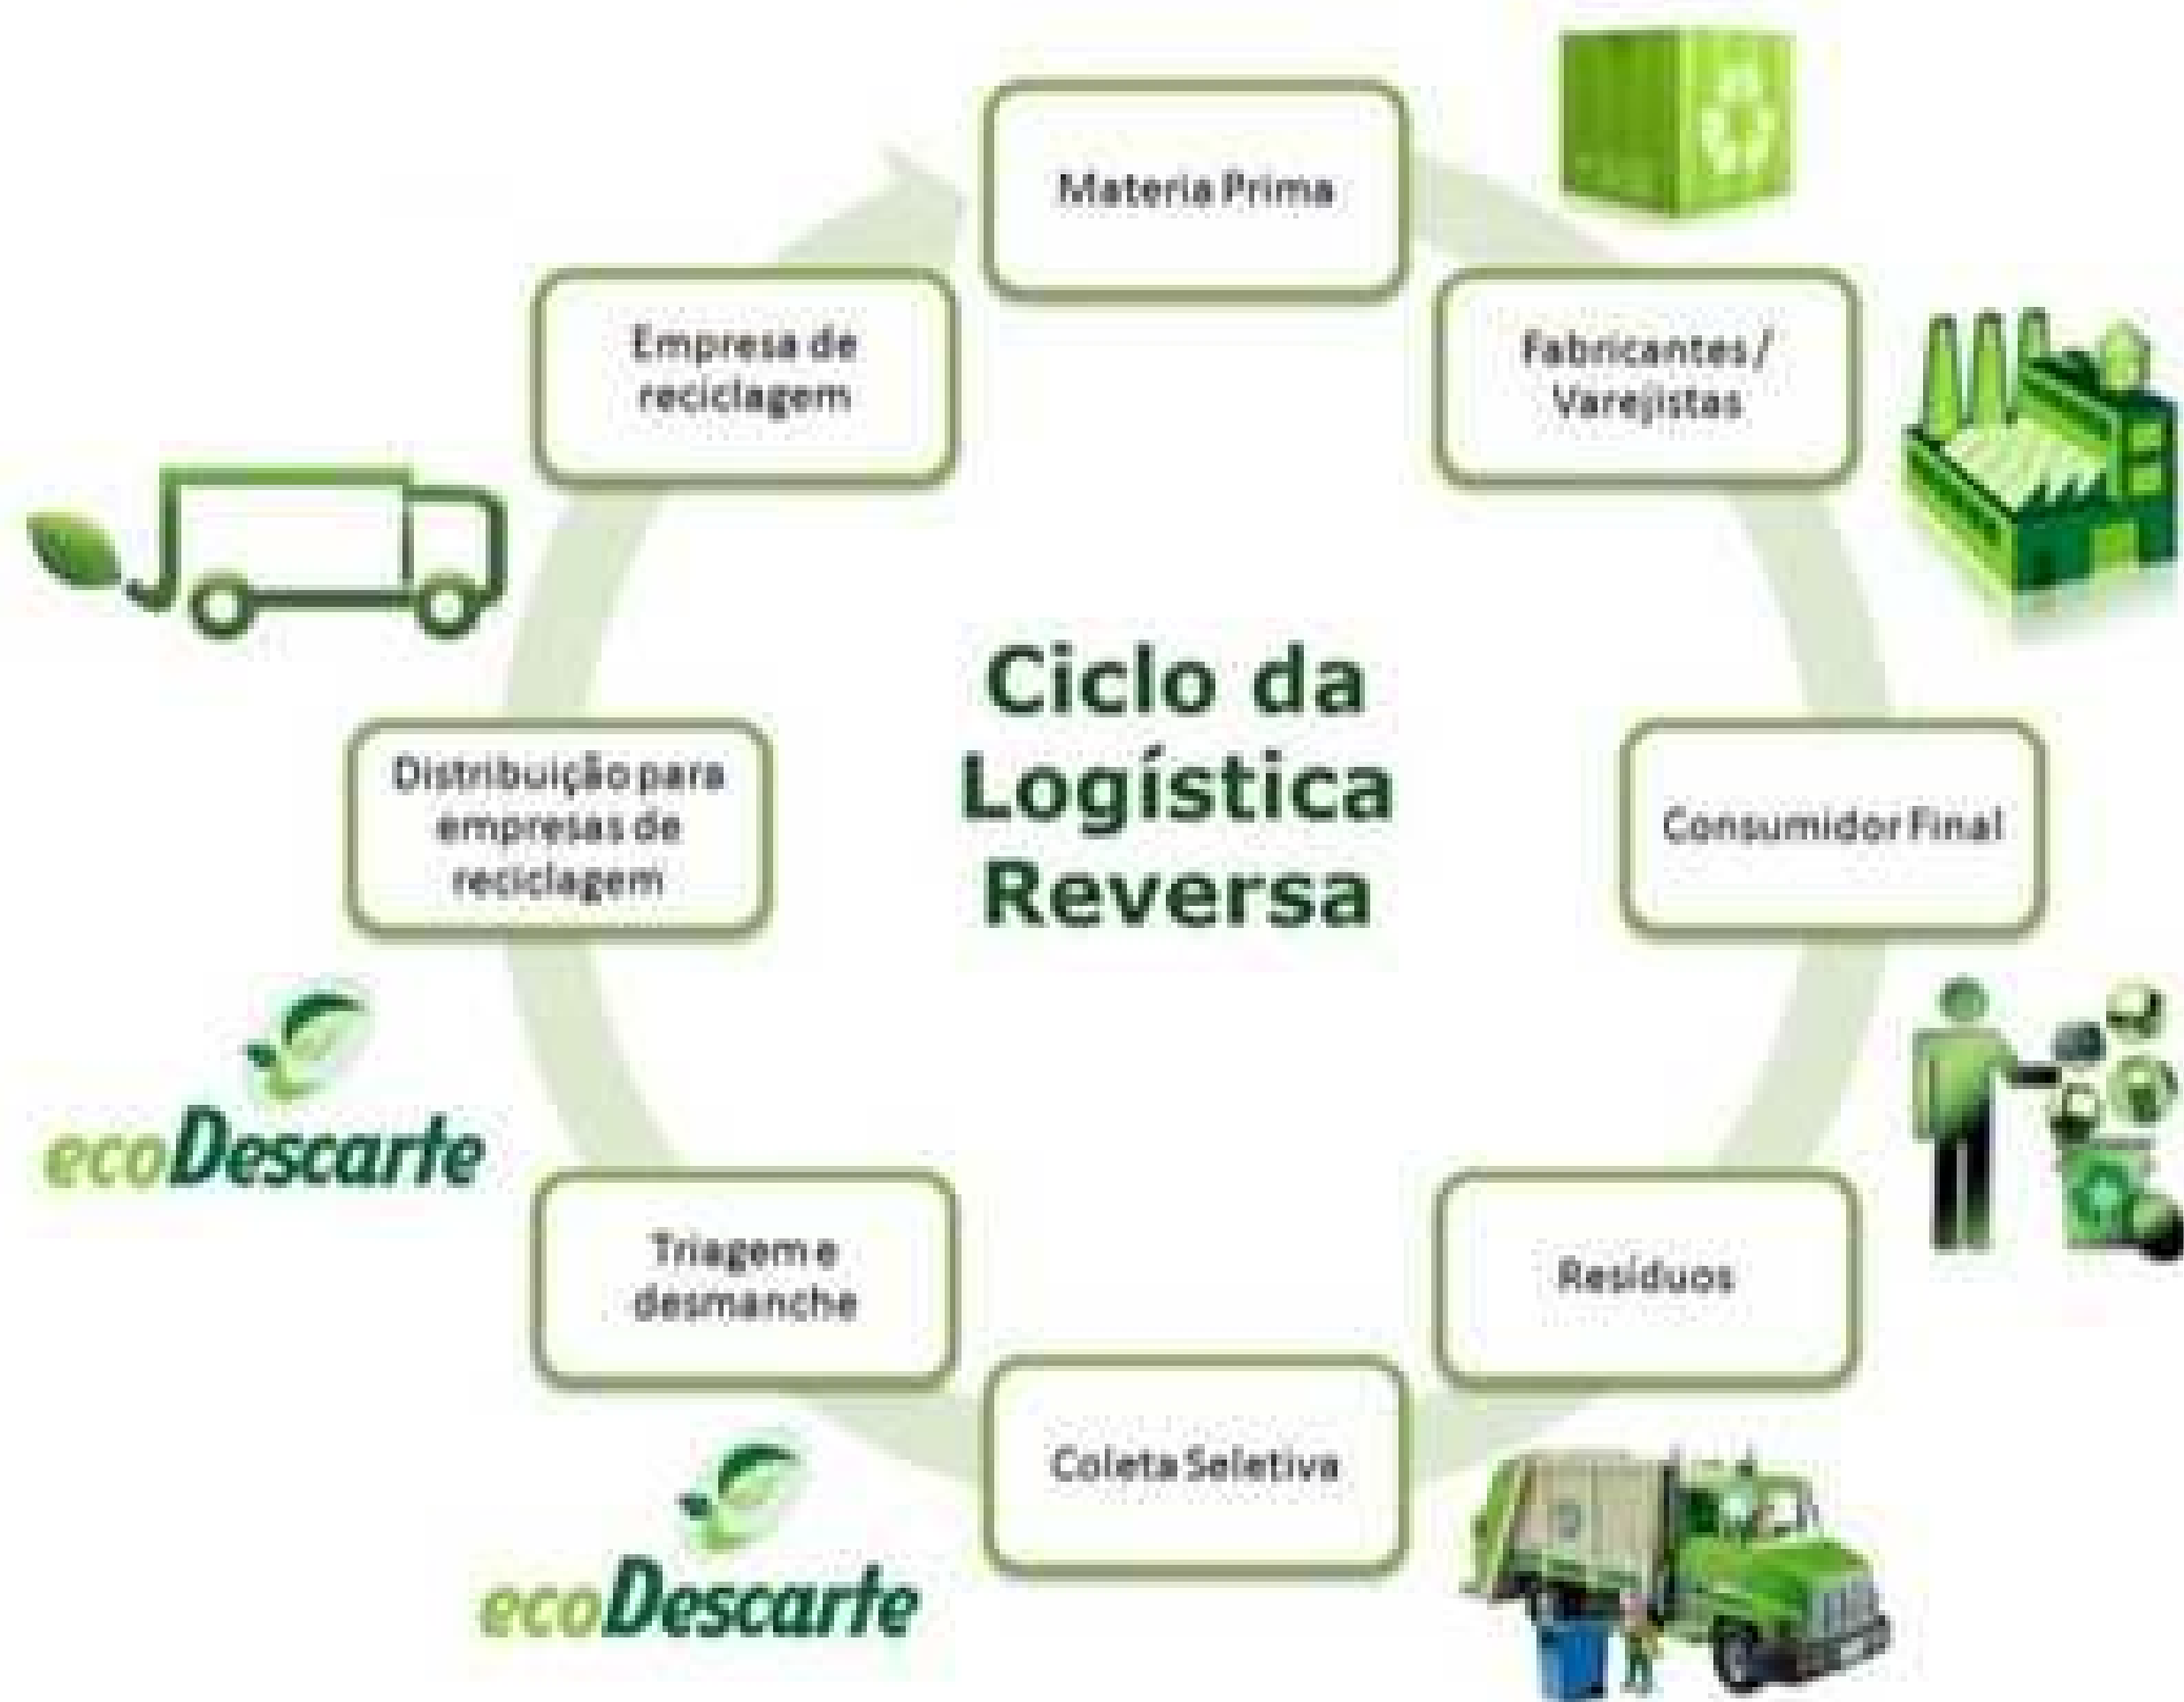 Materia Prima
Fabricantes /
Varejistas
Consumidor Final
Resíduos
Coleta Seletiva
Triagem e
desmanche
Distribuição para
empresas de
reciclagem
Empresa de
reciclagem
Ciclo da
Logística
Reversa
ecoDescarte
ecoDescarte